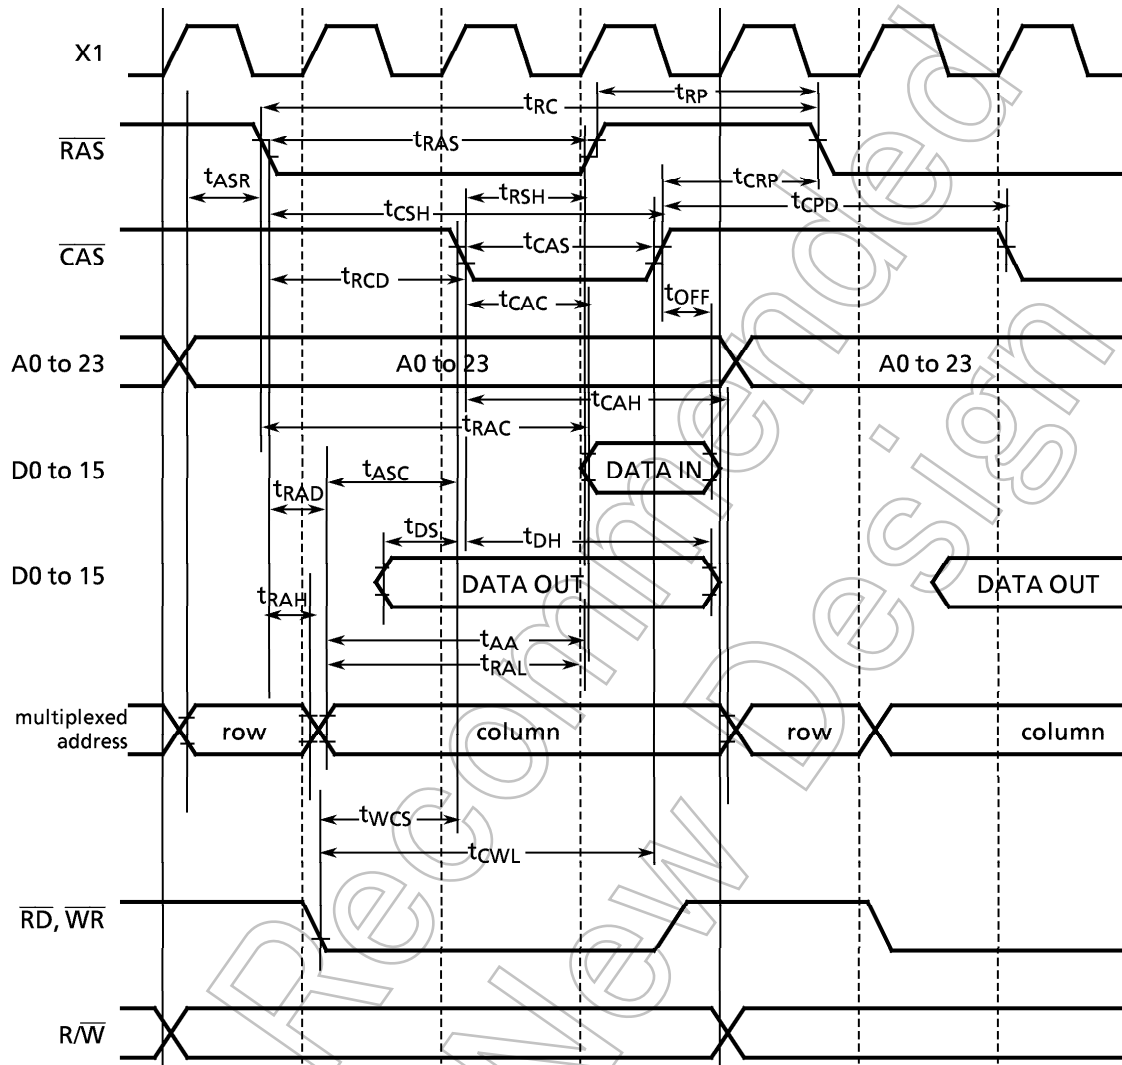 X1
tRP
tRC
RAS
tRAS
tASR
tRSH
tCRP
tCSH
tCPD
CAS
tCAS
tRCD
tCAC
tOFF
A0 to 23
A0 to 23
A0 to 23
tCAH
tRAC
D0 to 15
tASC
DATA IN
tRAD
tDS
tDH
D0 to 15
DATA OUT
DATA OUT
tRAH
tAA
tRAL
multiplexed
address
row
column
row
column
tWCS
tCWL
RD, WR
R/W
Recommended
New Design